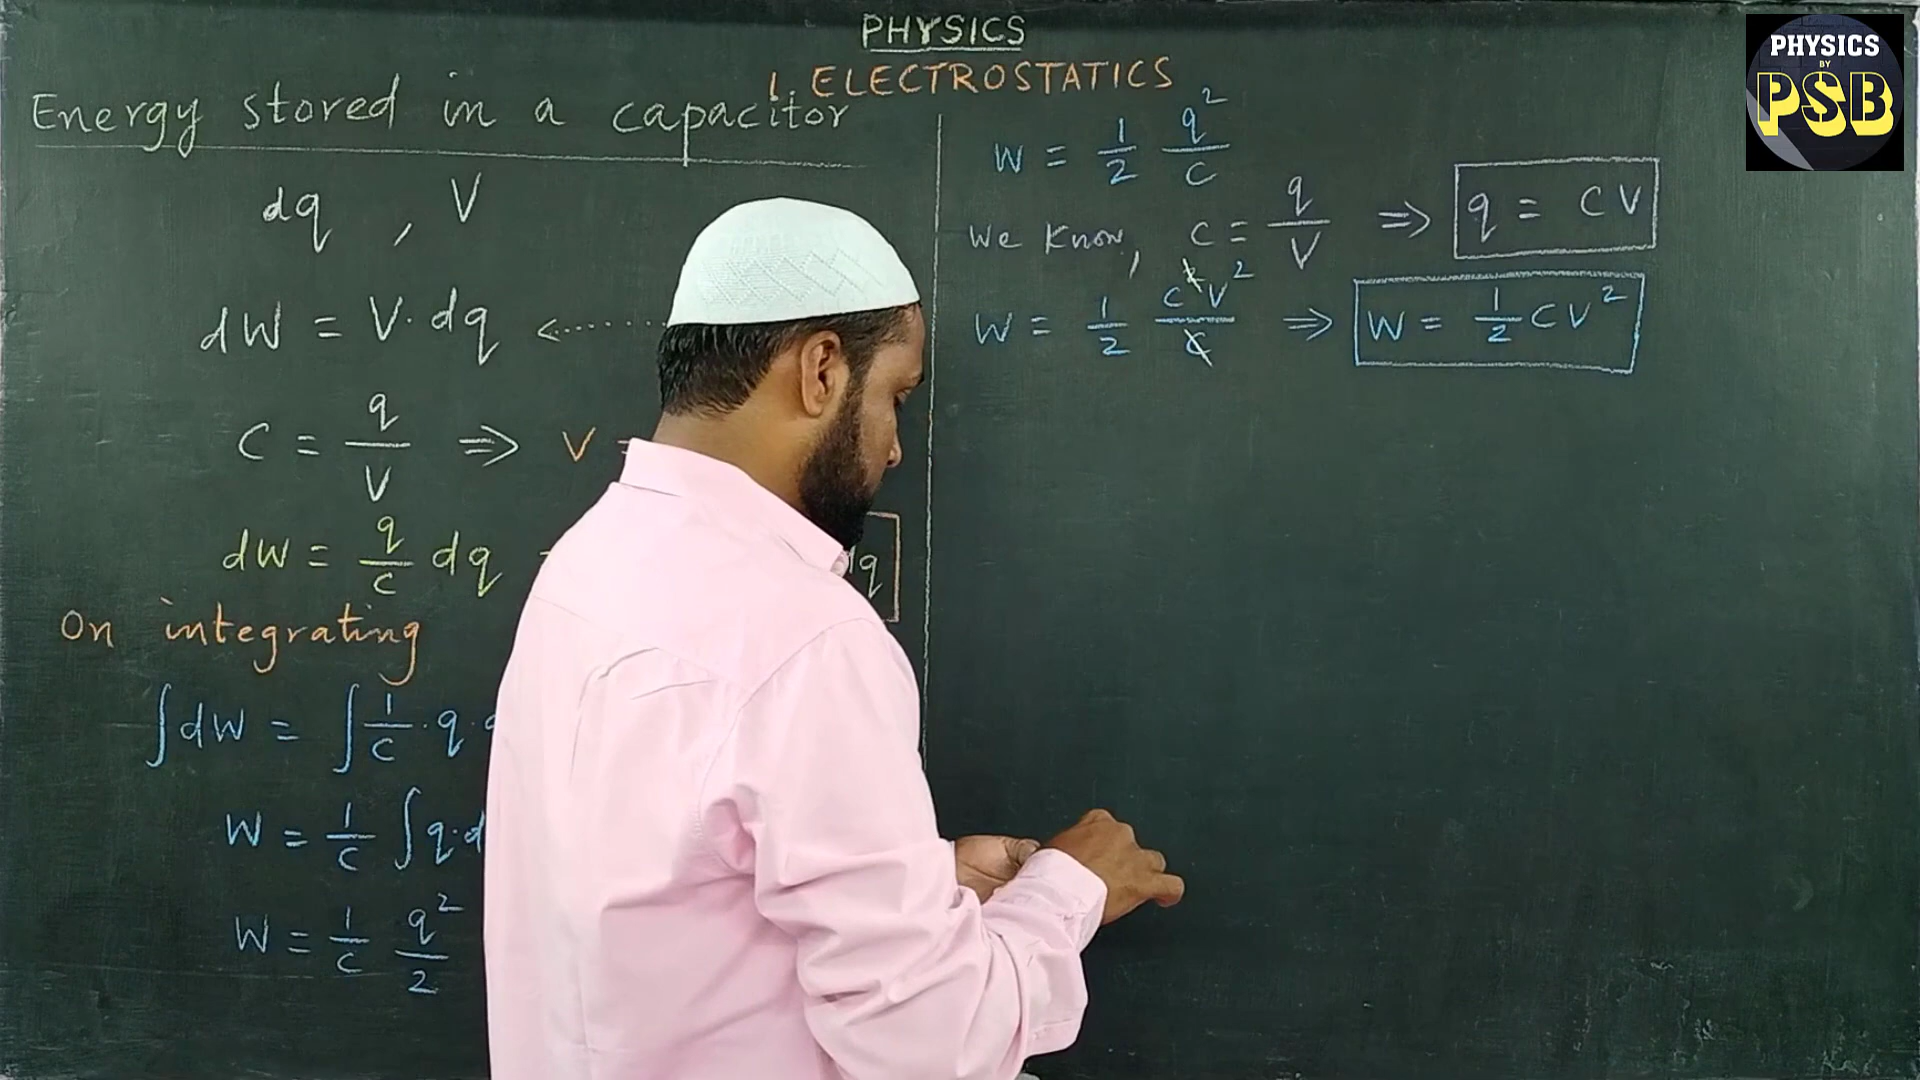 PHYSICS
1. ELECTROSTATICS
PHYSICS
BY
PSB
Energy stored in a capacitor
dq , V
dW = V · dq <......
C = q/V => V =
dW = q/C dq dq
On integrating
∫dW = ∫ 1/C · q ·
W = 1/C ∫ q · d
W = 1/C q²/2
W = 1/2 q²/C
We know, C = q/V => q = CV
W = 1/2 C²V²/C => W = 1/2 CV²